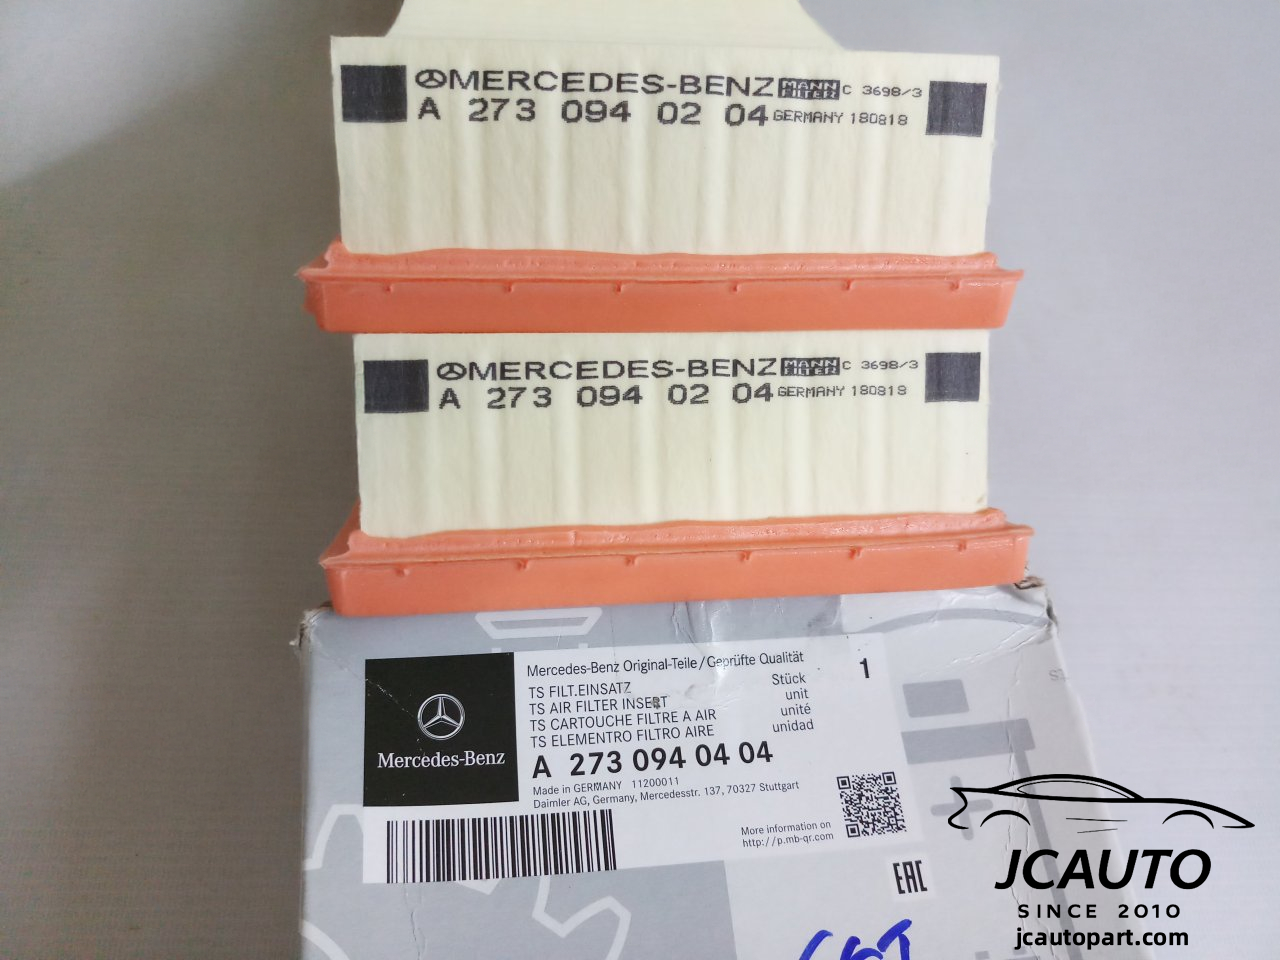 MERCEDES-BENZ MANN FILTER C 3698/3
A 273 094 02 04 GERMANY 180818
MERCEDES-BENZ MANN FILTER C 3698/3
A 273 094 02 04 GERMANY 180818
Mercedes-Benz
Mercedes-Benz Original-Teile/Geprüfte Qualität
TS FILT.EINSATZ Stück 1
TS AIR FILTER INSERT unit
TS CARTOUCHE FILTRE A AIR unité
TS ELEMENTRO FILTRO AIRE unidad
A 273 094 04 04
Made in GERMANY 11200011
Daimler AG, Germany, Mercedesstr. 137, 70327 Stuttgart
More information on
http://p.mb-qr.com
EAC
JCAUTO
SINCE 2010
jcautopart.com